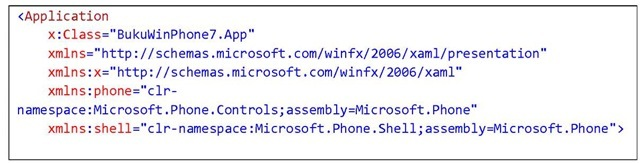 <Application
x:Class="BukuWinPhone7.App"
xmlns="http://schemas.microsoft.com/winfx/2006/xaml/presentation"
xmlns:x="http://schemas.microsoft.com/winfx/2006/xaml"
xmlns:phone="clr-
namespace:Microsoft.Phone.Controls;assembly=Microsoft.Phone"
xmlns:shell="clr-namespace:Microsoft.Phone.Shell;assembly=Microsoft.Phone">